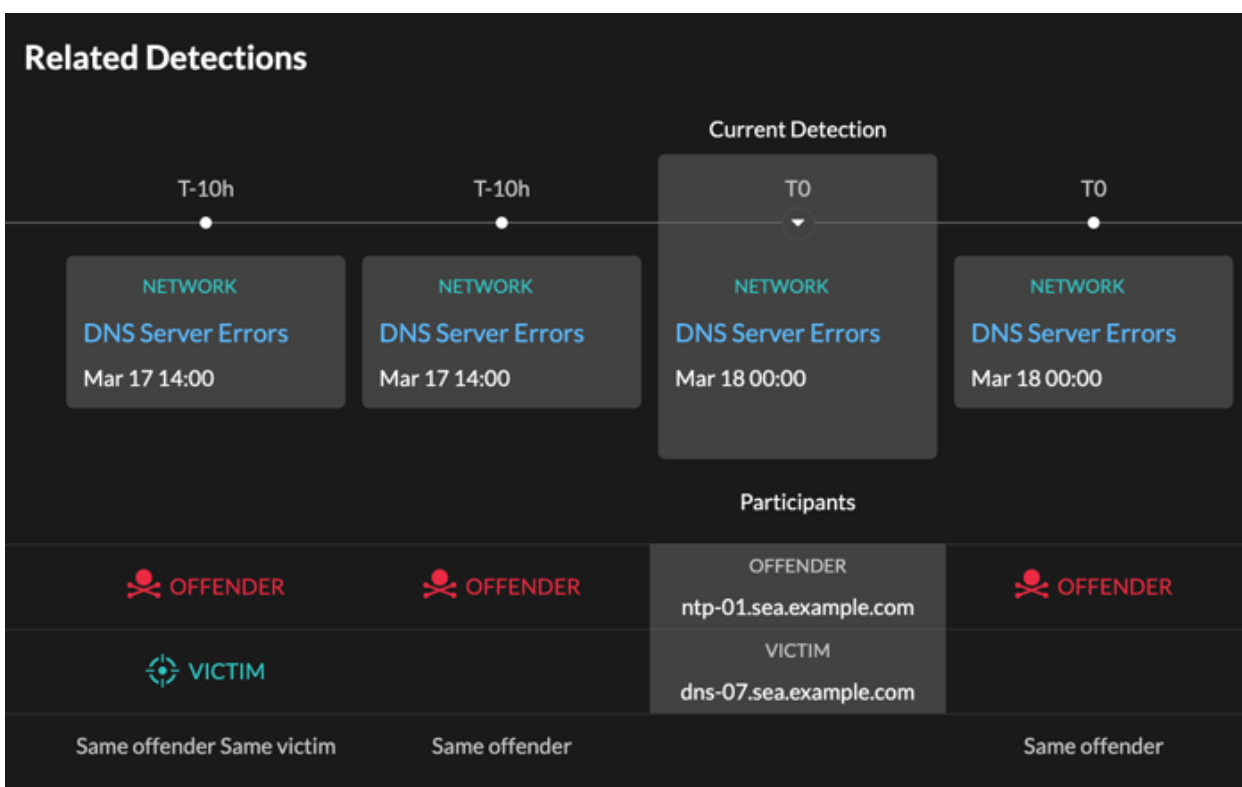 Related Detections
Current Detection
T-10h
T-10h
T0
T0
NETWORK
NETWORK
NETWORK
NETWORK
DNS Server Errors
DNS Server Errors
DNS Server Errors
DNS Server Errors
Mar 17 14:00
Mar 17 14:00
Mar 18 00:00
Mar 18 00:00
Participants
OFFENDER
OFFENDER
OFFENDER
ntp-01.sea.example.com
OFFENDER
VICTIM
VICTIM
dns-07.sea.example.com
Same offender Same victim
Same offender
Same offender